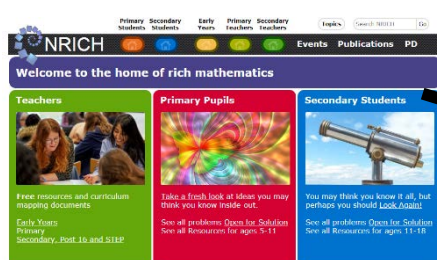 Primary Students
Secondary Students
Early Years
Primary Teachers
Secondary Teachers
Topics
Search NRICH
NRICH
Events Publications PD
Welcome to the home of rich mathematics
Teachers
Free resources and curriculum
mapping documents
Early Years
Primary
Secondary, Post 16 and STEP
Primary Pupils
Take a fresh look at ideas you may
think you know inside out.
See all problems Open for Solution
See all Resources for ages 5-11
Secondary Students
You may think you know it all, but
perhaps you should Look Again!
See all problems Open for Solution
See all Resources for ages 11-18